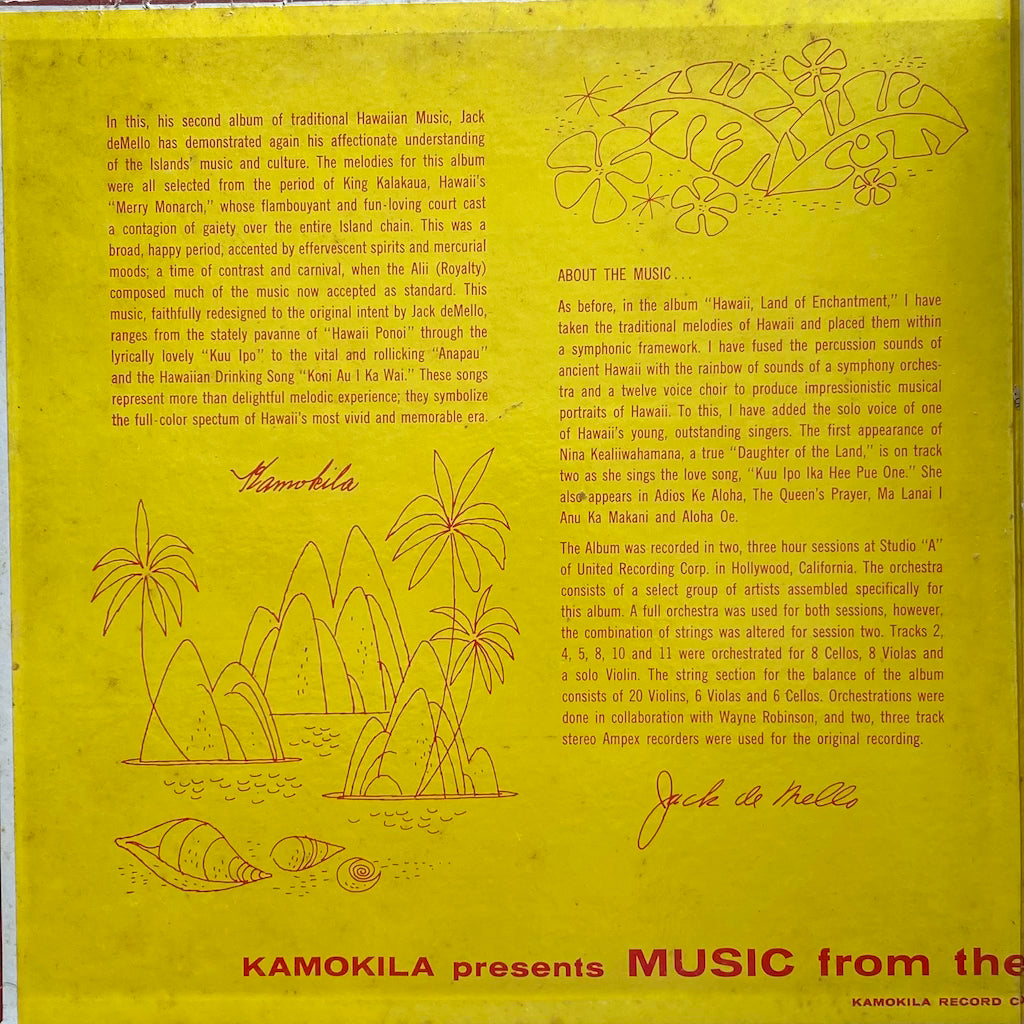 In this, his second album of traditional Hawaiian Music, Jack
deMello has demonstrated again his affectionate understanding
of the Islands' music and culture. The melodies for this album
were all selected from the period of King Kalakaua, Hawaii's
"Merry Monarch," whose flambouyant and fun-loving court cast
a contagion of gaiety over the entire Island chain. This was a
broad, happy period, accented by effervescent spirits and mercurial
moods; a time of contrast and carnival, when the Alii (Royalty)
composed much of the music now accepted as standard. This
music, faithfully redesigned to the original intent by Jack deMello,
ranges from the stately pavanne of "Hawaii Ponoi" through the
lyrically lovely "Kuu Ipo" to the vital and rollicking "Anapau"
and the Hawaiian Drinking Song "Koni Au I Ka Wai." These songs
represent more than delightful melodic experience; they symbolize
the full-color spectum of Hawaii's most vivid and memorable era.
Kamokila
ABOUT THE MUSIC...
As before, in the album "Hawaii, Land of Enchantment," I have
taken the traditional melodies of Hawaii and placed them within
a symphonic framework. I have fused the percussion sounds of
ancient Hawaii with the rainbow of sounds of a symphony orches-
tra and a twelve voice choir to produce impressionistic musical
portraits of Hawaii. To this, I have added the solo voice of one
of Hawaii's young, outstanding singers. The first appearance of
Nina Kealiiwahamana, a true "Daughter of the Land," is on track
two as she sings the love song, "Kuu Ipo Ika Hee Pue One." She
also appears in Adios Ke Aloha, The Queen's Prayer, Ma Lanai I
Anu Ka Makani and Aloha Oe.
The Album was recorded in two, three hour sessions at Studio "A"
of United Recording Corp. in Hollywood, California. The orchestra
consists of a select group of artists assembled specifically for
this album. A full orchestra was used for both sessions, however,
the combination of strings was altered for session two. Tracks 2,
4, 5, 8, 10 and 11 were orchestrated for 8 Cellos, 8 Violas and
a solo Violin. The string section for the balance of the album
consists of 20 Violins, 6 Violas and 6 Cellos. Orchestrations were
done in collaboration with Wayne Robinson, and two, three track
stereo Ampex recorders were used for the original recording.
Jack de Mello
KAMOKILA presents MUSIC from the
KAMOKILA RECORD